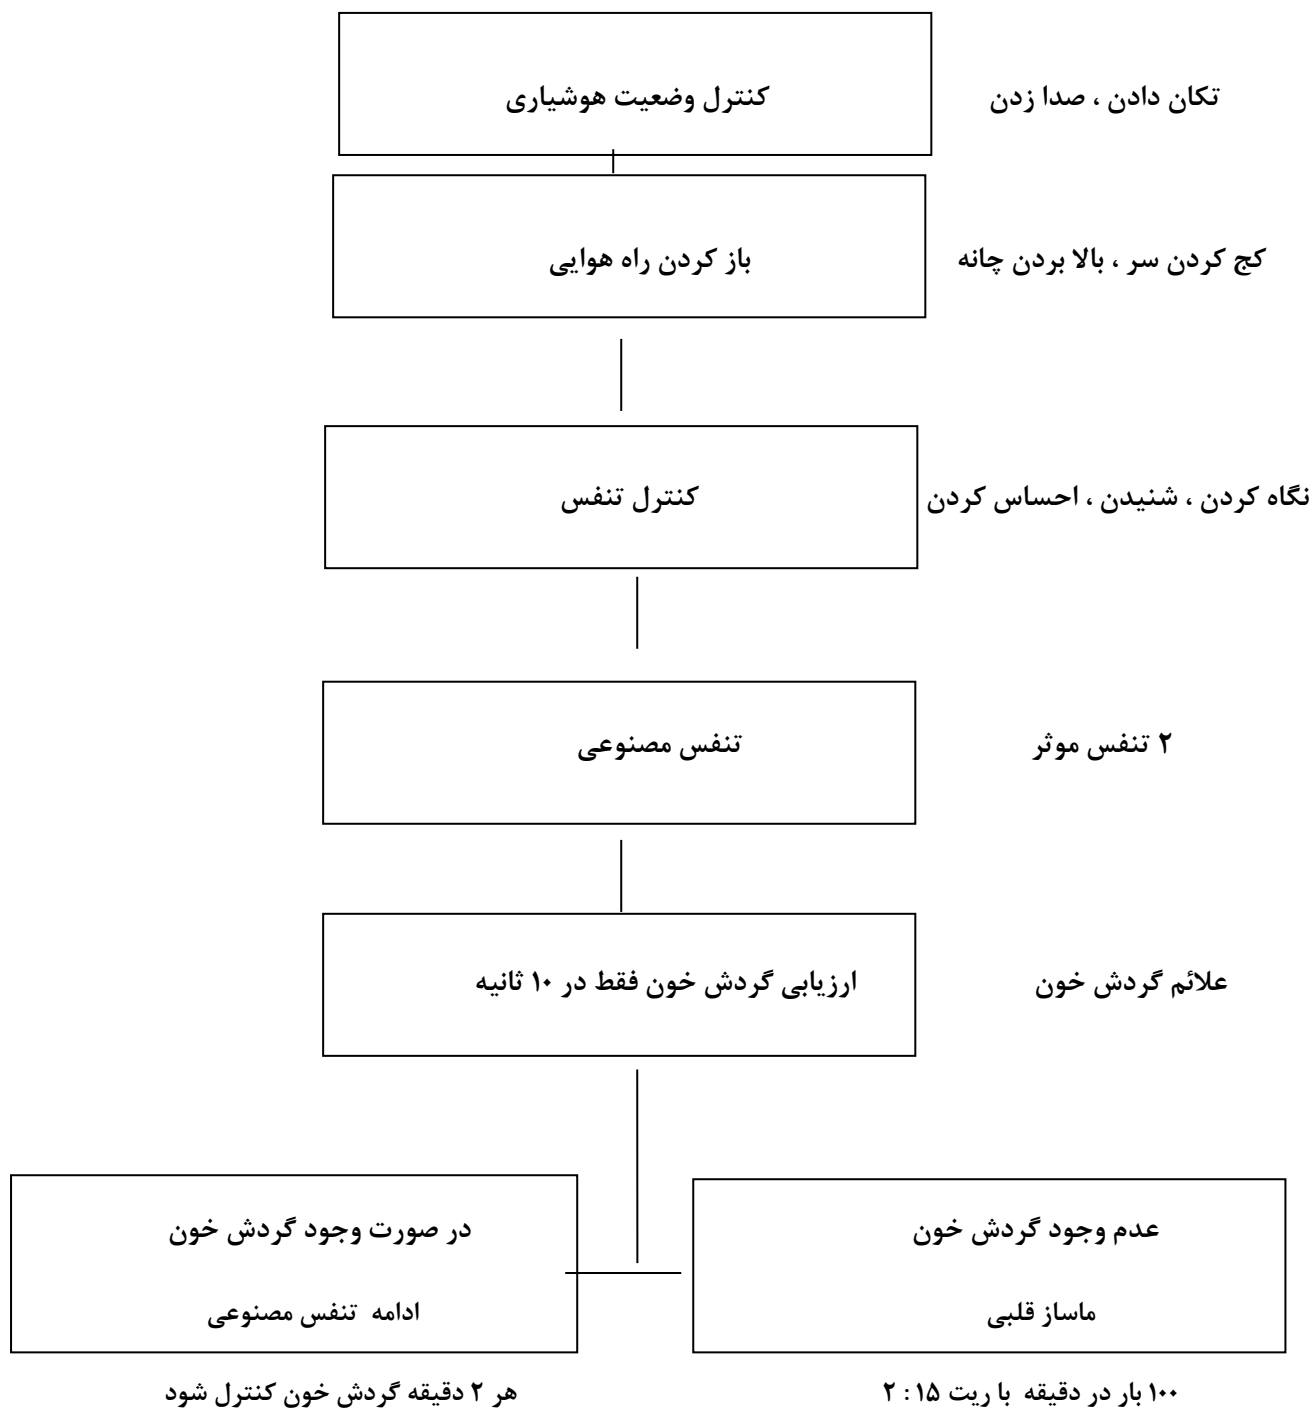 کنترل وضعیت هوشیاری
تکان دادن ، صدا زدن
باز کردن راه هوایی
کج کردن سر ، بالا بردن چانه
کنترل تنفس
نگاه کردن ، شنیدن ، احساس کردن
تنفس مصنوعی
۲ تنفس موثر
ارزیابی گردش خون فقط در ۱۰ ثانیه
علائم گردش خون
عدم وجود گردش خون
ماساز قلبی
۱۰۰ بار در دقیقه با ریت ۱۵ : ۲
در صورت وجود گردش خون
ادامه تنفس مصنوعی
هر ۲ دقیقه گردش خون کنترل شود